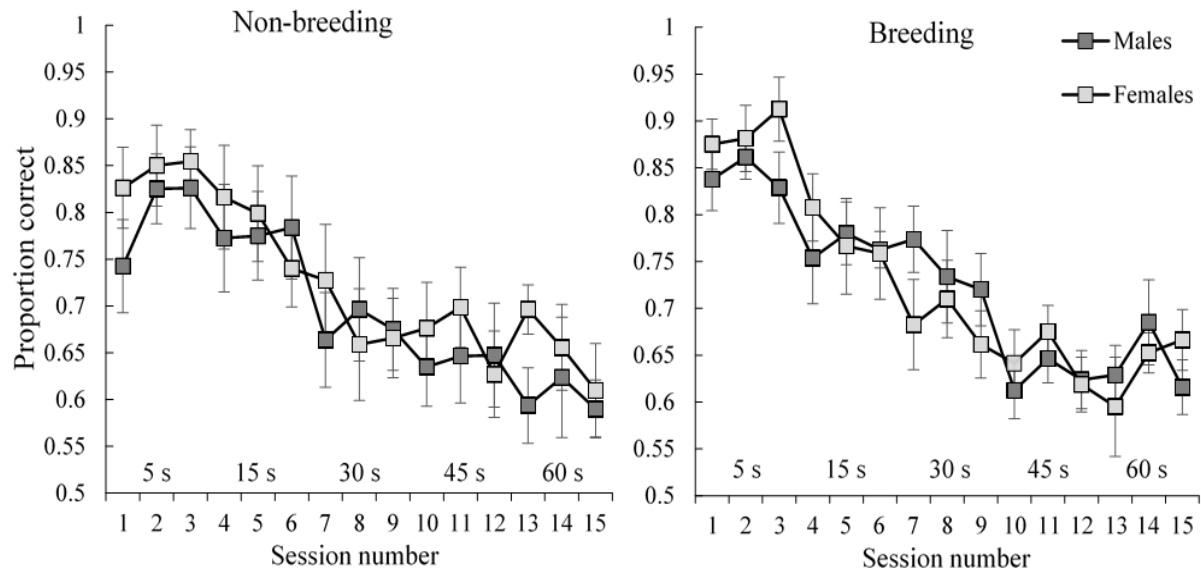 Non-breeding
Proportion correct
1
0.95
0.9
0.85
0.8
0.75
0.7
0.65
0.6
0.55
0.5
5 s 15 s 30 s 45 s 60 s
1 2 3 4 5 6 7 8 9 10 11 12 13 14 15
Session number
Breeding
Males
Females
1
0.95
0.9
0.85
0.8
0.75
0.7
0.65
0.6
0.55
0.5
5 s 15 s 30 s 45 s 60 s
1 2 3 4 5 6 7 8 9 10 11 12 13 14 15
Session number